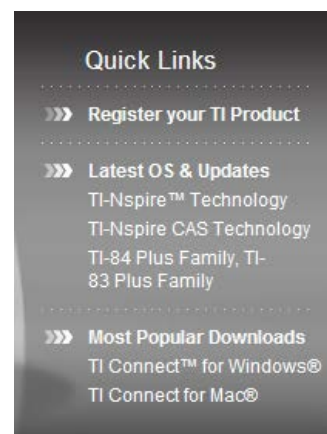 Quick Links
Register your TI Product
Latest OS & Updates
TI-Nspire™ Technology
TI-Nspire CAS Technology
TI-84 Plus Family, TI-
83 Plus Family
Most Popular Downloads
TI Connect™ for Windows®
TI Connect for Mac®